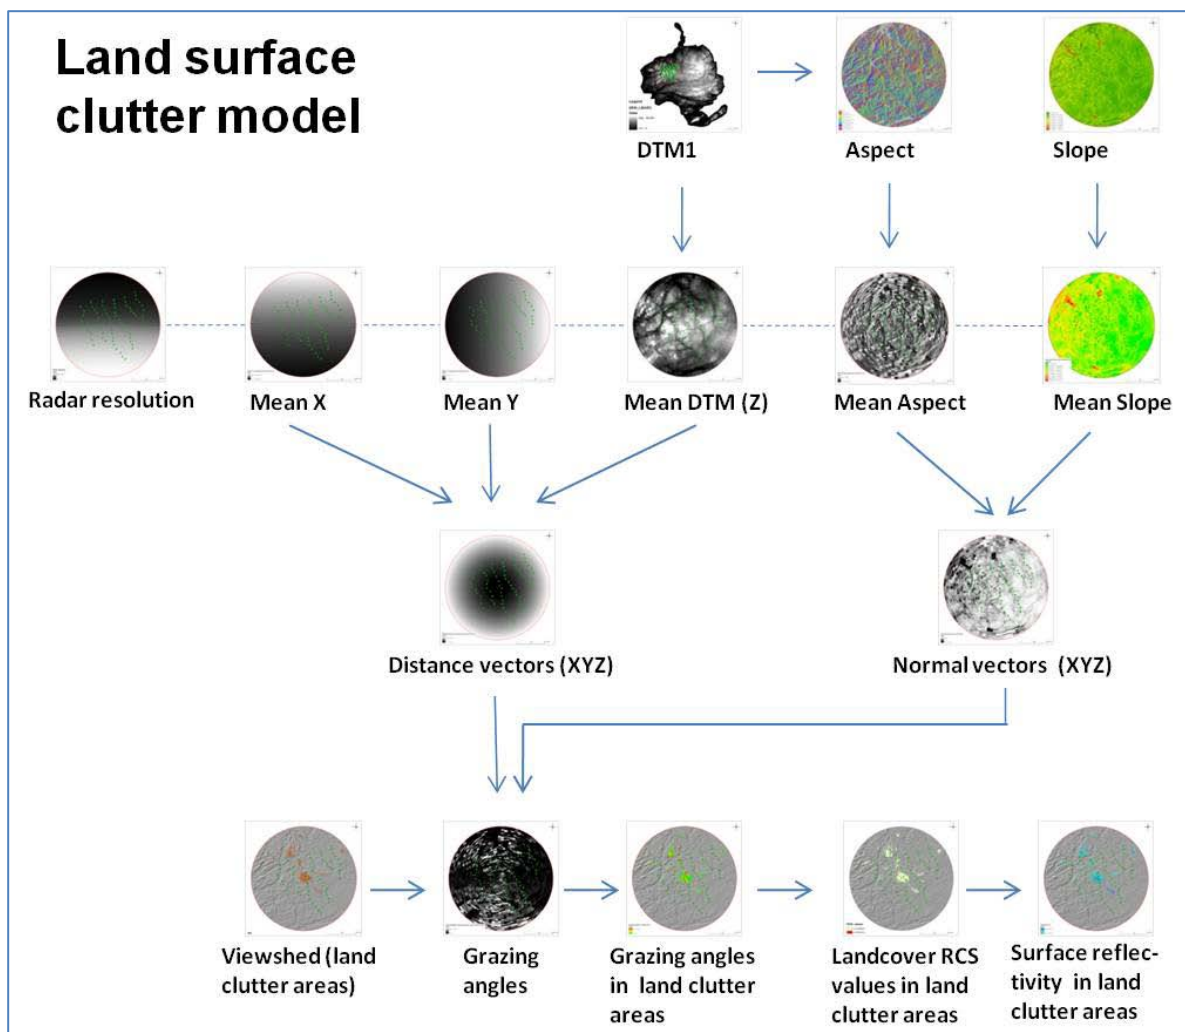 Land surface
clutter model
DTM1
Aspect
Slope
Radar resolution
Mean X
Mean Y
Mean DTM (Z)
Mean Aspect
Mean Slope
Distance vectors (XYZ)
Normal vectors (XYZ)
Viewshed (land
clutter areas)
Grazing
angles
Grazing angles
in land clutter
areas
Landcover RCS
values in land
clutter areas
Surface reflec-
tivity in land
clutter areas